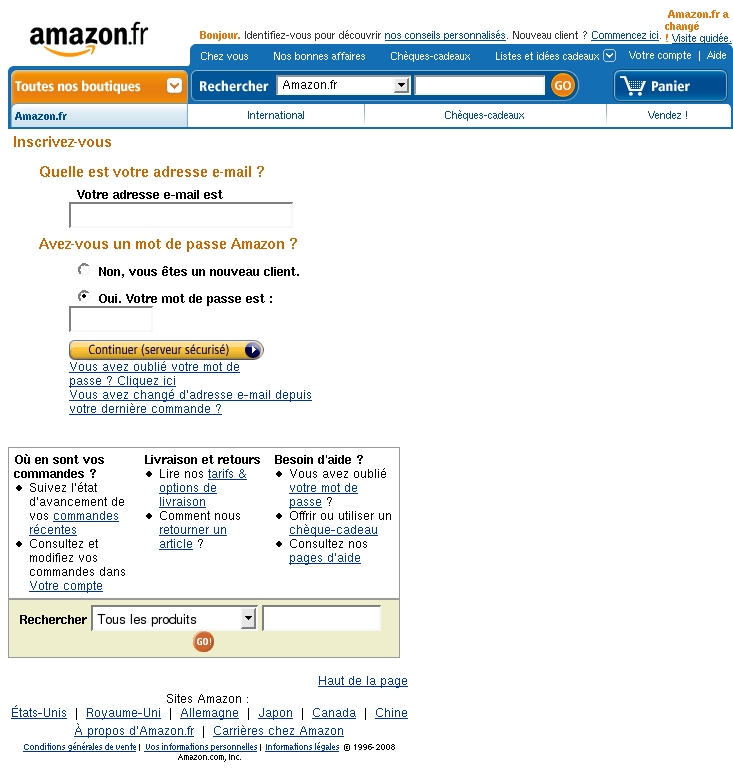 amazon.fr
Bonjour. Identifiez-vous pour découvrir nos conseils personnalisés. Nouveau client ? Commencez ici.
Amazon.fr a
changé
! Visite guidée.
Chez vous
Nos bonnes affaires
Chèques-cadeaux
Listes et idées cadeaux
Votre compte | Aide
Toutes nos boutiques
Rechercher
Amazon.fr
GO
Panier
Amazon.fr
International
Chèques-cadeaux
Vendez !
Inscrivez-vous
Quelle est votre adresse e-mail ?
Votre adresse e-mail est
Avez-vous un mot de passe Amazon ?
Non, vous êtes un nouveau client.
Oui. Votre mot de passe est :
Continuer (serveur sécurisé)
Vous avez oublié votre mot de
passe ? Cliquez ici
Vous avez changé d'adresse e-mail depuis
votre dernière commande ?
Où en sont vos
commandes ?
Suivez l'état
d'avancement de
vos commandes
récentes
Consultez et
modifiez vos
commandes dans
Votre compte
Livraison et retours
Lire nos tarifs &
options de
livraison
Comment nous
retourner un
article ?
Besoin d'aide ?
Vous avez oublié
votre mot de
passe ?
Offrir ou utiliser un
chèque-cadeau
Consultez nos
pages d'aide
Rechercher
Tous les produits
GO!
Haut de la page
Sites Amazon :
États-Unis | Royaume-Uni | Allemagne | Japon | Canada | Chine
À propos d'Amazon.fr | Carrières chez Amazon
Conditions générales de vente | Vos informations personnelles | Informations légales © 1996-2008
Amazon.com, Inc.